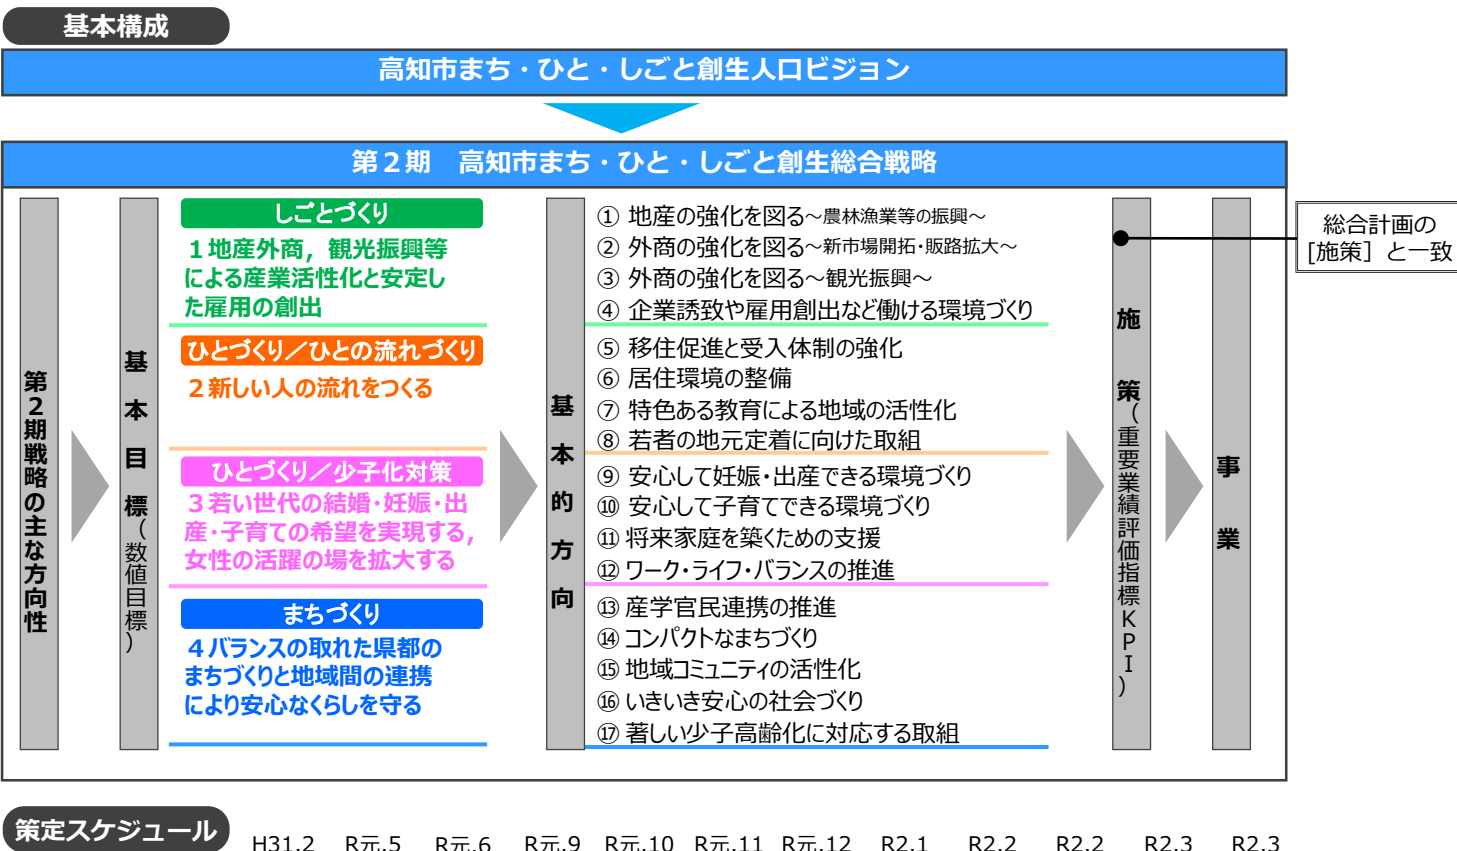 基本構成
高知市まち・ひと・しごと創生人口ビジョン
第２期　高知市まち・ひと・しごと創生総合戦略
第２期戦略の主な方向性
基本目標（数値目標）
しごとづくり
１地産外商，観光振興等
による産業活性化と安定し
た雇用の創出
ひとづくり／ひとの流れづくり
２新しい人の流れをつくる
ひとづくり／少子化対策
３若い世代の結婚・妊娠・出
産・子育ての希望を実現する，
女性の活躍の場を拡大する
まちづくり
４バランスの取れた県都の
まちづくりと地域間の連携
により安心なくらしを守る
基本的方向
① 地産の強化を図る～農林漁業等の振興～
② 外商の強化を図る～新市場開拓・販路拡大～
③ 外商の強化を図る～観光振興～
④ 企業誘致や雇用創出など働ける環境づくり
⑤ 移住促進と受入体制の強化
⑥ 居住環境の整備
⑦ 特色ある教育による地域の活性化
⑧ 若者の地元定着に向けた取組
⑨ 安心して妊娠・出産できる環境づくり
⑩ 安心して子育てできる環境づくり
⑪ 将来家庭を築くための支援
⑫ ワーク・ライフ・バランスの推進
⑬ 産学官民連携の推進
⑭ コンパクトなまちづくり
⑮ 地域コミュニティの活性化
⑯ いきいき安心の社会づくり
⑰ 著しい少子高齢化に対応する取組
施策（重要業績評価指標ＫＰＩ）
事業
総合計画の
[施策］と一致
策定スケジュール
H31.2 R元.5 R元.6 R元.9 R元.10 R元.11 R元.12 R2.1 R2.2 R2.2 R2.3 R2.3